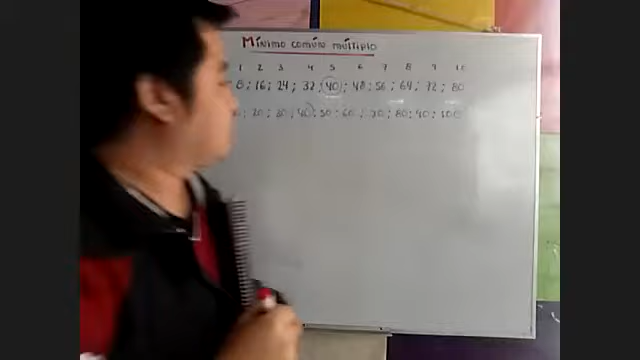 Mínimo común múltiplo
1 2 3 4 5 6 7 8 9 10
8 ; 16 ; 24 ; 32 ; 40 ; 48 ; 56 ; 64 ; 72 ; 80
20 ; 30 ; 40 ; 50 ; 60 ; 70 ; 80 ; 90 ; 100